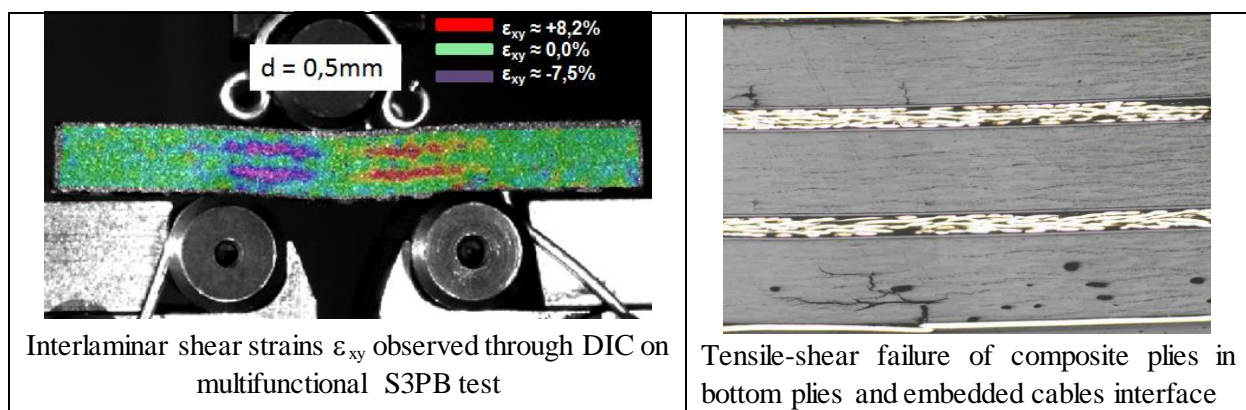 d = 0,5mm
εxy ≈ +8,2%
εxy ≈ 0,0%
εxy ≈ -7,5%
Interlaminar shear strains εxy observed through DIC on
multifunctional S3PB test
Tensile-shear failure of composite plies in
bottom plies and embedded cables interface